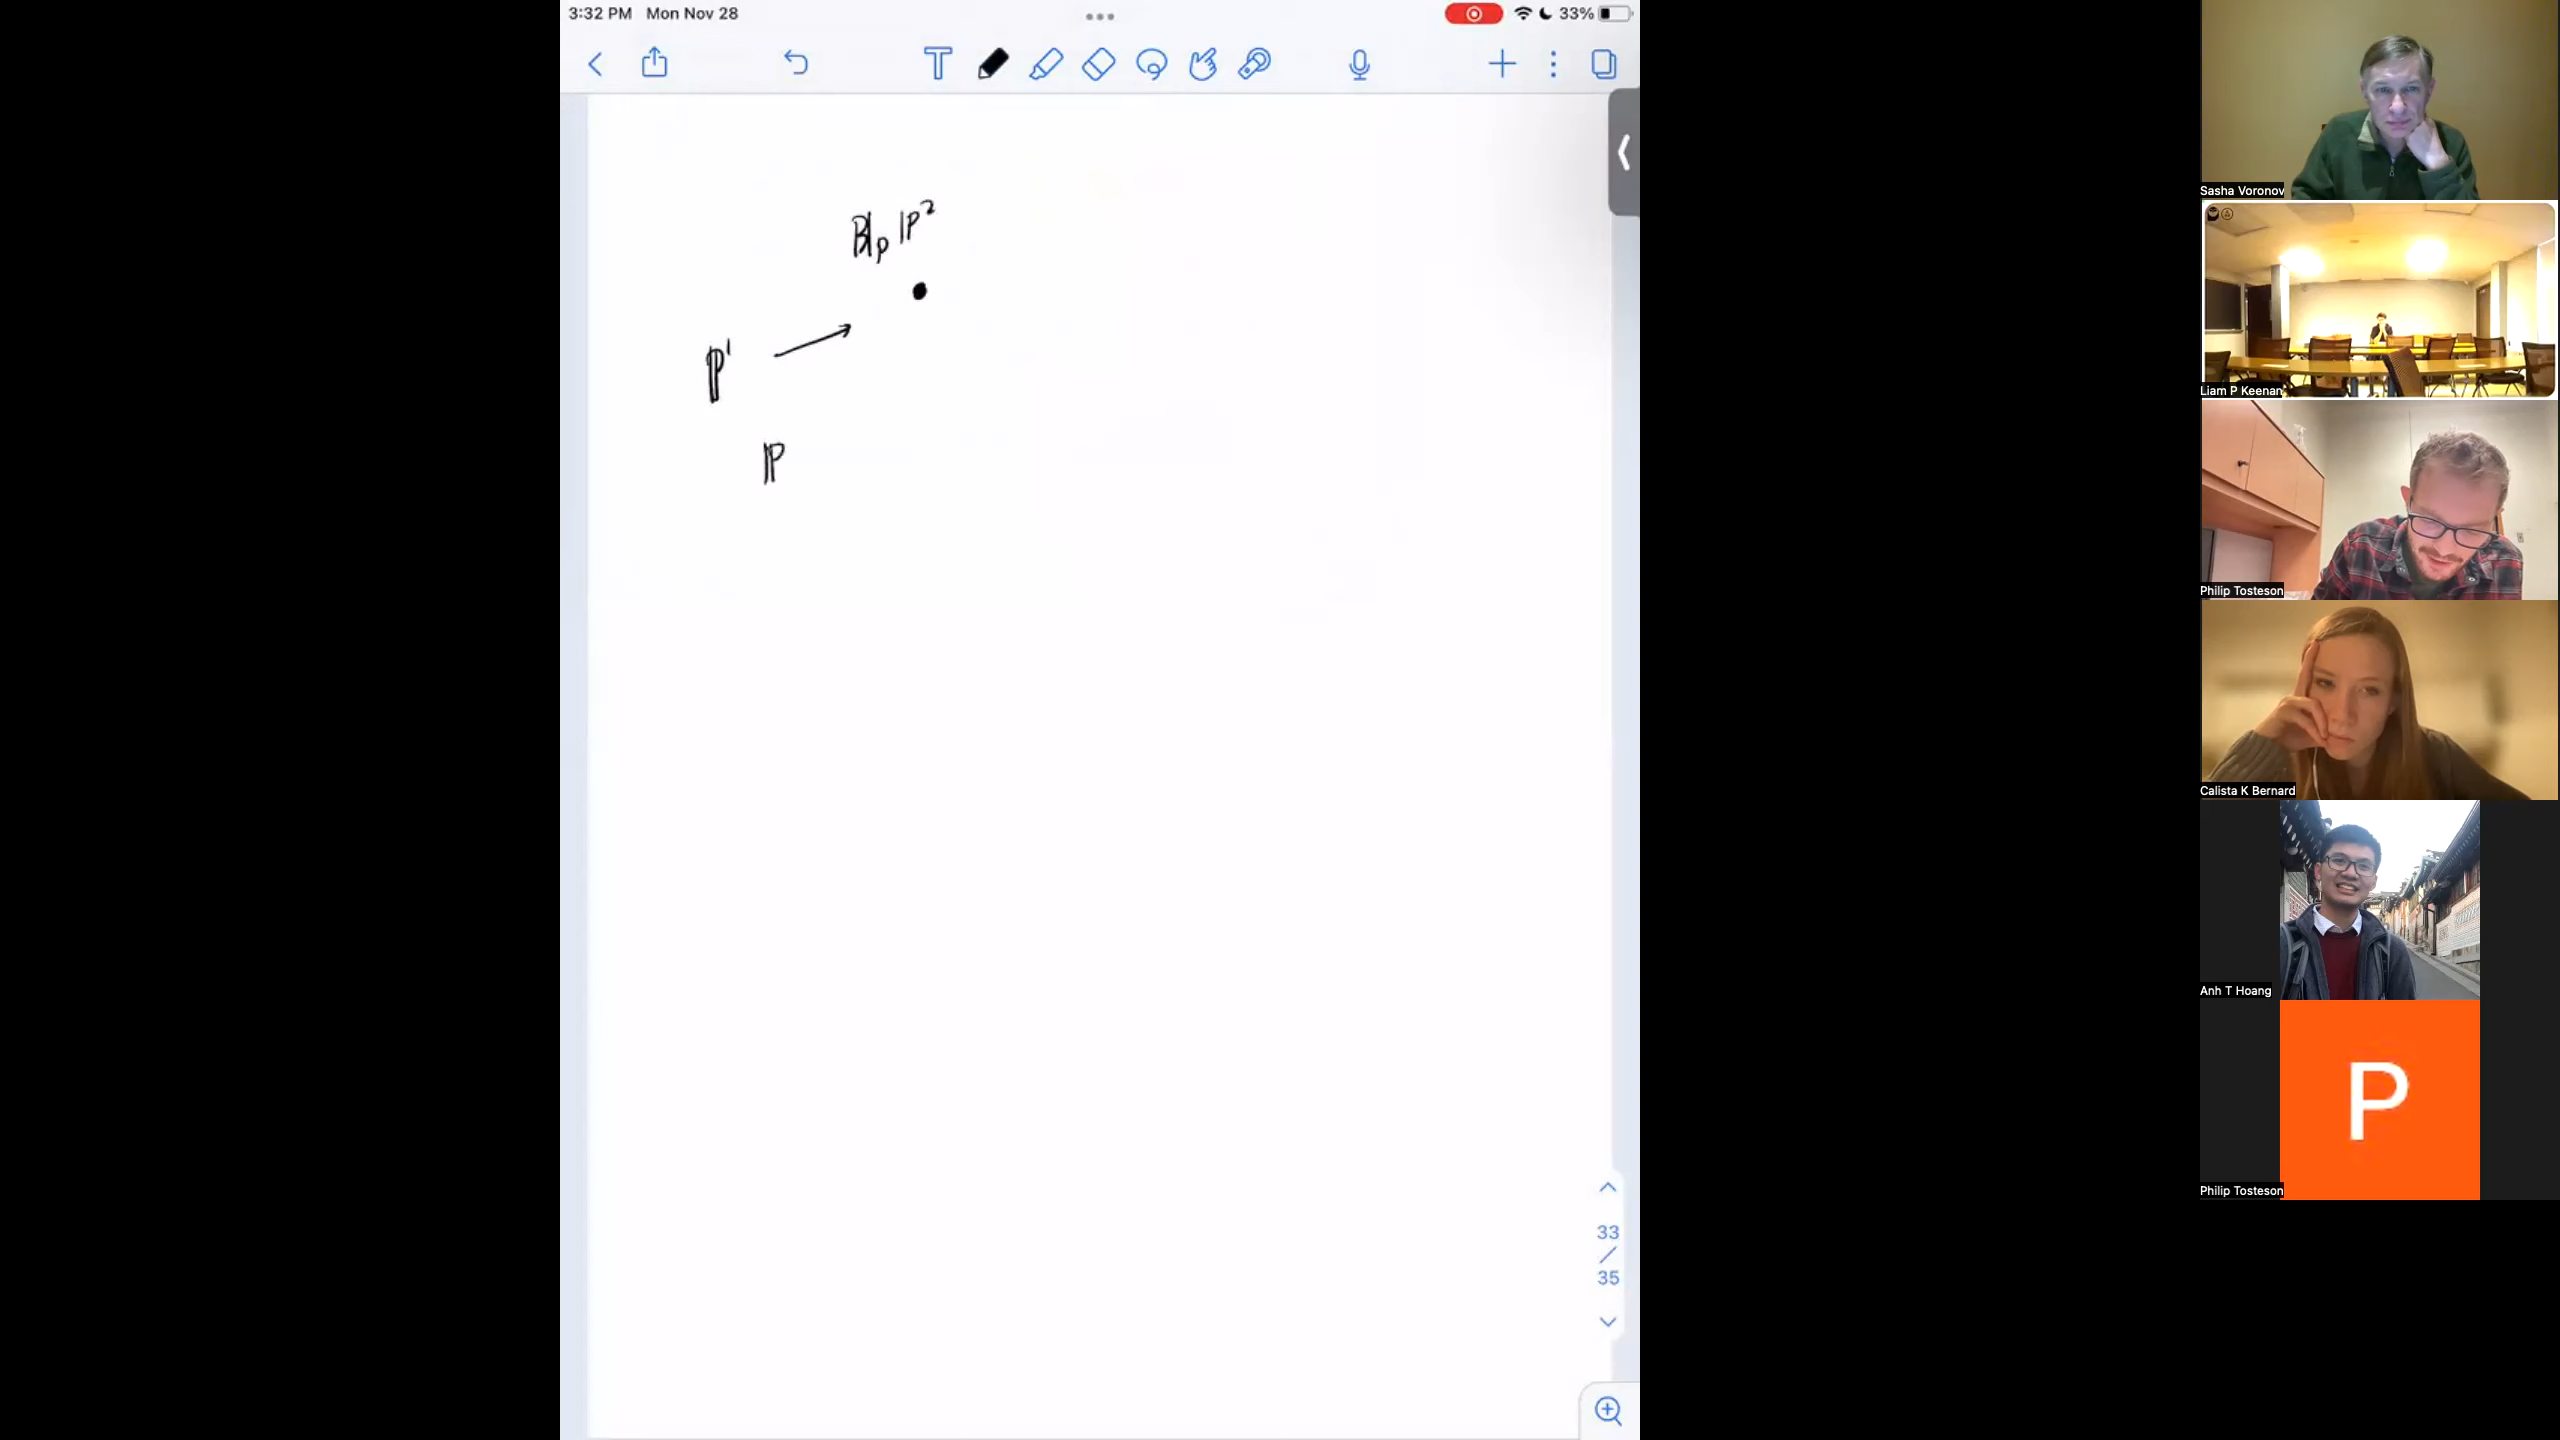 3:32 PM Mon Nov 28
33%
Bl_p ℙ²
ℙ¹
ℙ
33
/
35
Sasha Voronov
Liam P Keenan
Philip Tosteson
Calista K Bernard
Anh T Hoang
P
Philip Tosteson